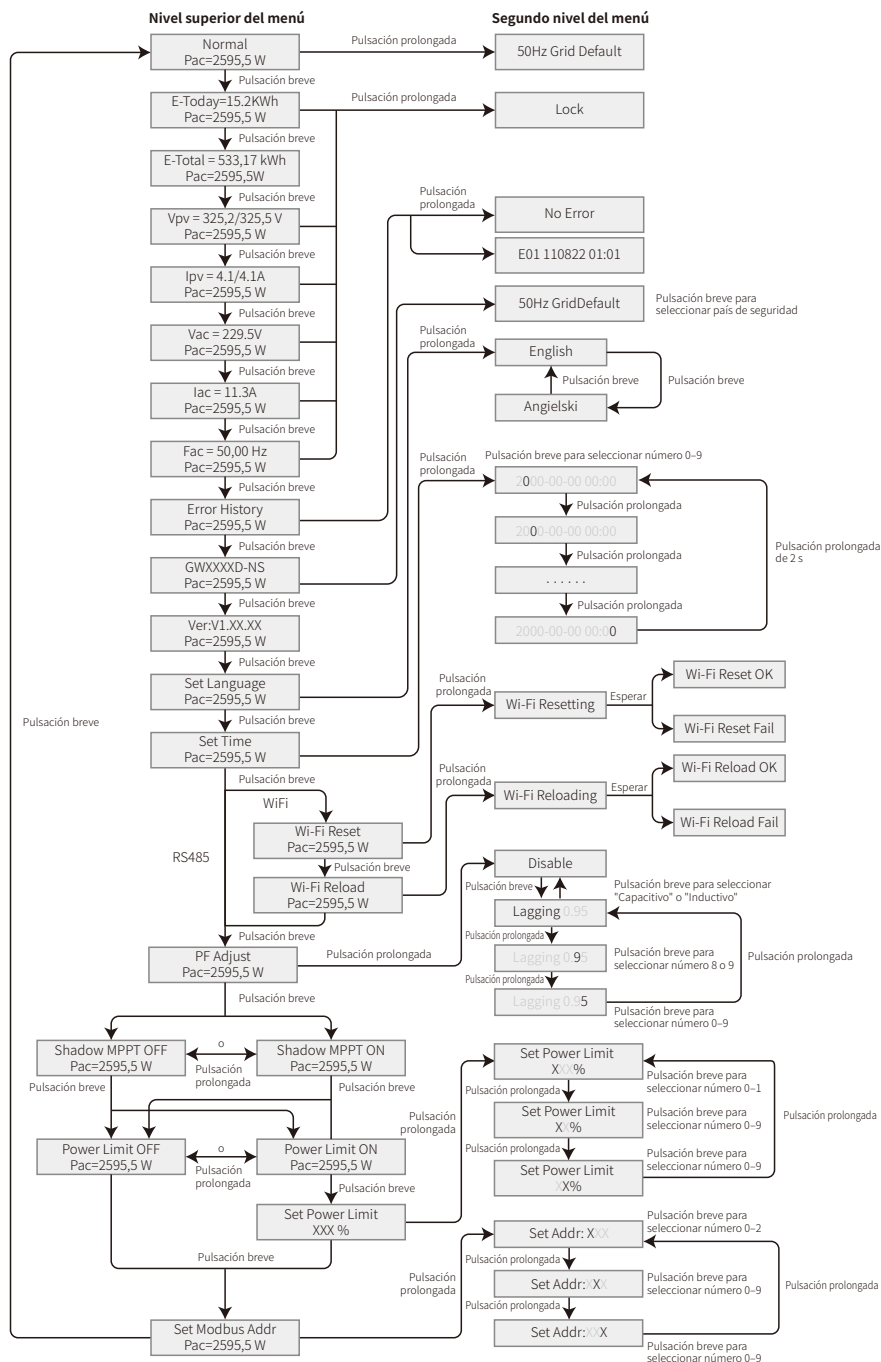 Nivel superior del menú
Segundo nivel del menú
Normal
Pac=2595,5 W
Pulsación prolongada
50Hz Grid Default
Pulsación breve
E-Today=15.2KWh
Pac=2595,5 W
Pulsación prolongada
Lock
Pulsación breve
E-Total = 533,17 kWh
Pac=2595,5W
Pulsación breve
Vpv = 325,2/325,5 V
Pac=2595,5 W
Pulsación
prolongada
No Error
E01 110822 01:01
Pulsación breve
Ipv = 4.1/4.1A
Pac=2595,5 W
50Hz GridDefault
Pulsación breve para
seleccionar país de seguridad
Pulsación breve
Vac = 229.5V
Pac=2595,5 W
Pulsación
prolongada
English
Pulsación breve
Pulsación breve
Angielski
Pulsación breve
Iac = 11.3A
Pac=2595,5 W
Pulsación breve
Fac = 50,00 Hz
Pac=2595,5 W
Pulsación
prolongada
Pulsación breve para seleccionar número 0–9
2000-00-00 00:00
Pulsación prolongada
2000-00-00 00:00
Pulsación prolongada
. . . . . .
Pulsación prolongada
2000-00-00 00:00
Pulsación prolongada
de 2 s
Pulsación breve
Error History
Pac=2595,5 W
Pulsación breve
GWXXXXD-NS
Pac=2595,5 W
Pulsación breve
Ver:V1.XX.XX
Pac=2595,5 W
Pulsación breve
Set Language
Pac=2595,5 W
Pulsación breve
Set Time
Pac=2595,5 W
Pulsación breve
Pulsación breve
Pulsación
prolongada
Wi-Fi Resetting
Esperar
Wi-Fi Reset OK
Wi-Fi Reset Fail
Pulsación
prolongada
Wi-Fi Reloading
Esperar
Wi-Fi Reload OK
Wi-Fi Reload Fail
WiFi
RS485
Wi-Fi Reset
Pac=2595,5 W
Pulsación breve
Wi-Fi Reload
Pac=2595,5 W
Pulsación breve
PF Adjust
Pac=2595,5 W
Pulsación prolongada
Disable
Pulsación breve
Pulsación breve para seleccionar
“Capacitivo” o “Inductivo”
Lagging 0.95
Pulsación prolongada
Lagging 0.95
Pulsación breve para
seleccionar número 8 o 9
Pulsación prolongada
Pulsación prolongada
Lagging 0.95
Pulsación breve para
seleccionar número 0–9
Pulsación breve
Shadow MPPT OFF
Pac=2595,5 W
o
Pulsación
prolongada
Shadow MPPT ON
Pac=2595,5 W
Pulsación breve
Pulsación breve
Power Limit OFF
Pac=2595,5 W
o
Pulsación
prolongada
Power Limit ON
Pac=2595,5 W
Pulsación breve
Set Power Limit
XXX %
Pulsación breve
Pulsación
prolongada
Set Power Limit
XXX%
Pulsación breve para
seleccionar número 0–1
Pulsación prolongada
Set Power Limit
XX%
Pulsación breve para
seleccionar número 0–9
Pulsación prolongada
Pulsación prolongada
Set Power Limit
XX%
Pulsación breve para
seleccionar número 0–9
Pulsación
prolongada
Set Addr: XXX
Pulsación breve para
seleccionar número 0–2
Pulsación prolongada
Set Addr:XXX
Pulsación breve para
seleccionar número 0–9
Pulsación prolongada
Pulsación prolongada
Set Addr:XXX
Pulsación breve para
seleccionar número 0–9
Set Modbus Addr
Pac=2595,5 W